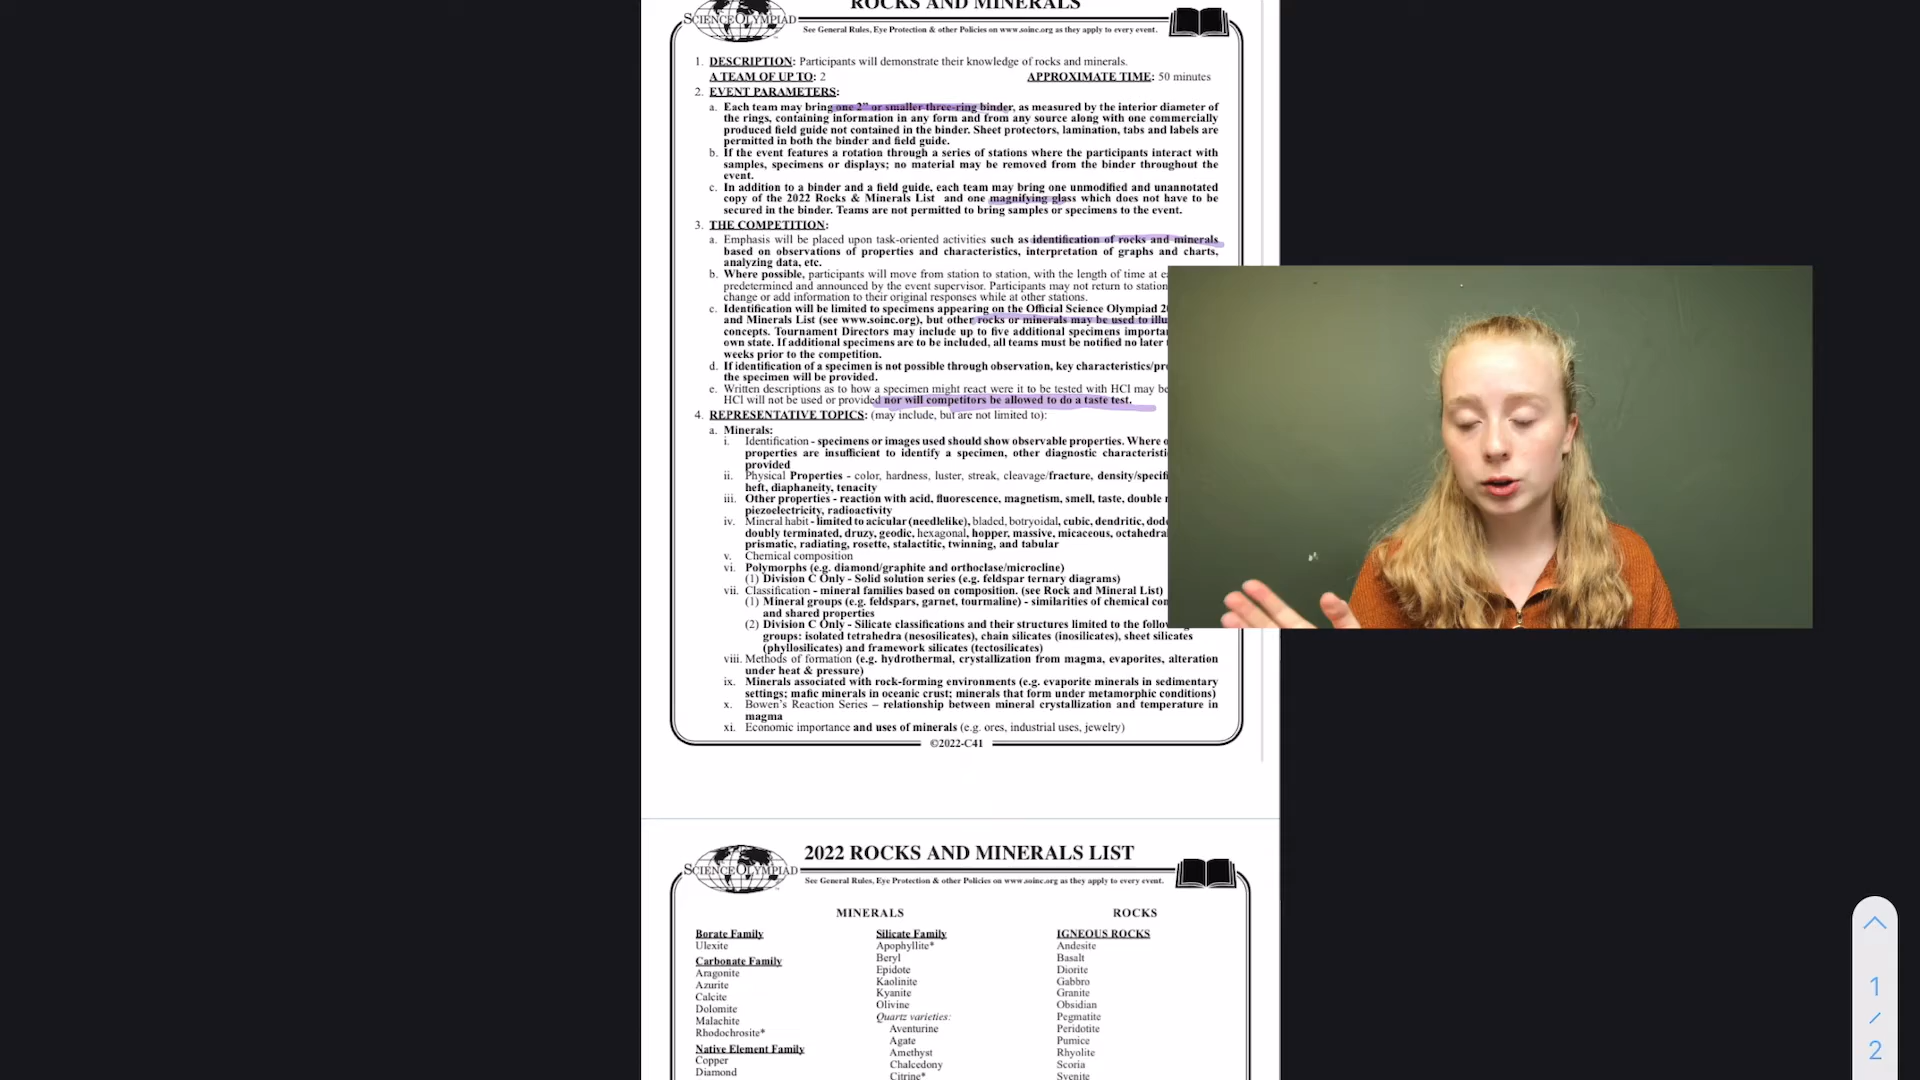 ROCKS AND MINERALS
SCIENCE OLYMPIAD
See General Rules, Eye Protection & other Policies on www.soinc.org as they apply to every event.
1. DESCRIPTION: Participants will demonstrate their knowledge of rocks and minerals.
A TEAM OF UP TO: 2 APPROXIMATE TIME: 50 minutes
2. EVENT PARAMETERS:
a. Each team may bring one 2" or smaller three-ring binder, as measured by the interior diameter of
the rings, containing information in any form and from any source along with one commercially
produced field guide not contained in the binder. Sheet protectors, lamination, tabs and labels are
permitted in both the binder and field guide.
b. If the event features a rotation through a series of stations where the participants interact with
samples, specimens or displays; no material may be removed from the binder throughout the
event.
c. In addition to a binder and a field guide, each team may bring one unmodified and unannotated
copy of the 2022 Rocks & Minerals List and one magnifying glass which does not have to be
secured in the binder. Teams are not permitted to bring samples or specimens to the event.
3. THE COMPETITION:
a. Emphasis will be placed upon task-oriented activities such as identification of rocks and minerals
based on observations of properties and characteristics, interpretation of graphs and charts,
analyzing data, etc.
b. Where possible, participants will move from station to station, with the length of time at
predetermined and announced by the event supervisor. Participants may not return to station
change or add information to their original responses while at other stations.
c. Identification will be limited to specimens appearing on the Official Science Olympiad
and Minerals List (see www.soinc.org), but other rocks or minerals may be used to illu
concepts. Tournament Directors may include up to five additional specimens importan
own state. If additional specimens are to be included, all teams must be notified no later
weeks prior to the competition.
d. If identification of a specimen is not possible through observation, key characteristics/pr
the specimen will be provided.
e. Written descriptions as to how a specimen might react were it to be tested with HCl may be
HCl will not be used or provided nor will competitors be allowed to do a taste test.
4. REPRESENTATIVE TOPICS: (may include, but are not limited to):
a. Minerals:
i. Identification - specimens or images used should show observable properties. Where o
properties are insufficient to identify a specimen, other diagnostic characteristi
provided
ii. Physical Properties - color, hardness, luster, streak, cleavage/fracture, density/specifi
heft, diaphaneity, tenacity
iii. Other properties - reaction with acid, fluorescence, magnetism, smell, taste, double
piezoelectricity, radioactivity
iv. Mineral habit - limited to acicular (needlelike), bladed, botryoidal, cubic, dendritic, dode
doubly terminated, druzy, geodic, hexagonal, hopper, massive, micaceous, octahedra
prismatic, radiating, rosette, stalactitic, twinning, and tabular
v. Chemical composition
vi. Polymorphs (e.g. diamond/graphite and orthoclase/microcline)
(1) Division C Only - Solid solution series (e.g. feldspar ternary diagrams)
vii. Classification - mineral families based on composition. (see Rock and Mineral List)
(1) Mineral groups (e.g. feldspars, garnet, tourmaline) - similarities of chemical con
and shared properties
(2) Division C Only - Silicate classifications and their structures limited to the follow
groups: isolated tetrahedra (nesosilicates), chain silicates (inosilicates), sheet silicates
(phyllosilicates) and framework silicates (tectosilicates)
viii. Methods of formation (e.g. hydrothermal, crystallization from magma, evaporites, alteration
under heat & pressure)
ix. Minerals associated with rock-forming environments (e.g. evaporite minerals in sedimentary
settings; mafic minerals in oceanic crust; minerals that form under metamorphic conditions)
x. Bowen's Reaction Series – relationship between mineral crystallization and temperature in
magma
xi. Economic importance and uses of minerals (e.g. ores, industrial uses, jewelry)
©2022-C41
2022 ROCKS AND MINERALS LIST
SCIENCE OLYMPIAD
See General Rules, Eye Protection & other Policies on www.soinc.org as they apply to every event.
MINERALS
Borate Family
Ulexite
Carbonate Family
Aragonite
Azurite
Calcite
Dolomite
Malachite
Rhodochrosite*
Native Element Family
Copper
Diamond
Silicate Family
Apophyllite*
Beryl
Epidote
Kaolinite
Kyanite
Olivine
Quartz varieties:
Aventurine
Agate
Amethyst
Chalcedony
Citrine*
ROCKS
IGNEOUS ROCKS
Andesite
Basalt
Diorite
Gabbro
Granite
Obsidian
Pegmatite
Peridotite
Pumice
Rhyolite
Scoria
Syenite
1
/
2